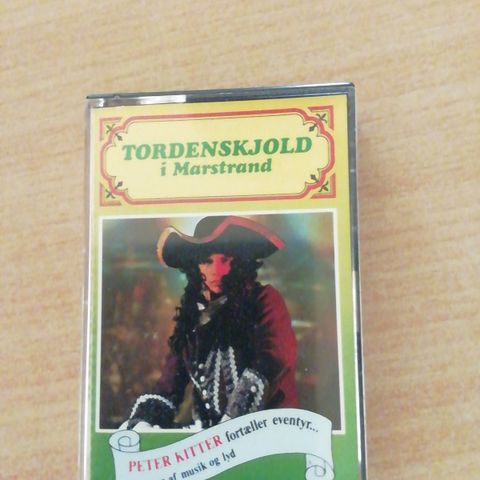 TORDENSKJOLD
i Marstrand
PETER KITTER fortæller eventyr...
af musik og lyd